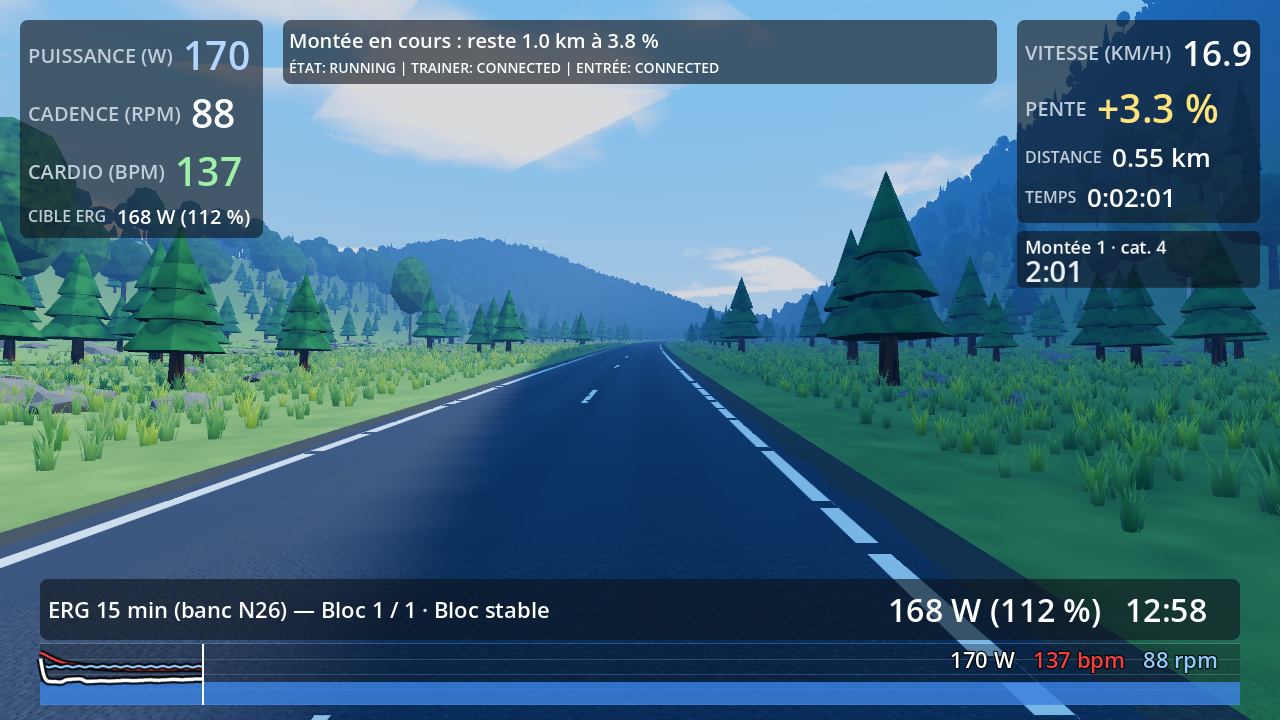 PUISSANCE (W) 170
CADENCE (RPM) 88
CARDIO (BPM) 137
CIBLE ERG 168 W (112 %)
Montée en cours : reste 1.0 km à 3.8 %
ÉTAT: RUNNING | TRAINER: CONNECTED | ENTRÉE: CONNECTED
VITESSE (KM/H) 16.9
PENTE +3.3 %
DISTANCE 0.55 km
TEMPS 0:02:01
Montée 1 · cat. 4
2:01
ERG 15 min (banc N26) — Bloc 1 / 1 · Bloc stable 168 W (112 %) 12:58
170 W 137 bpm 88 rpm